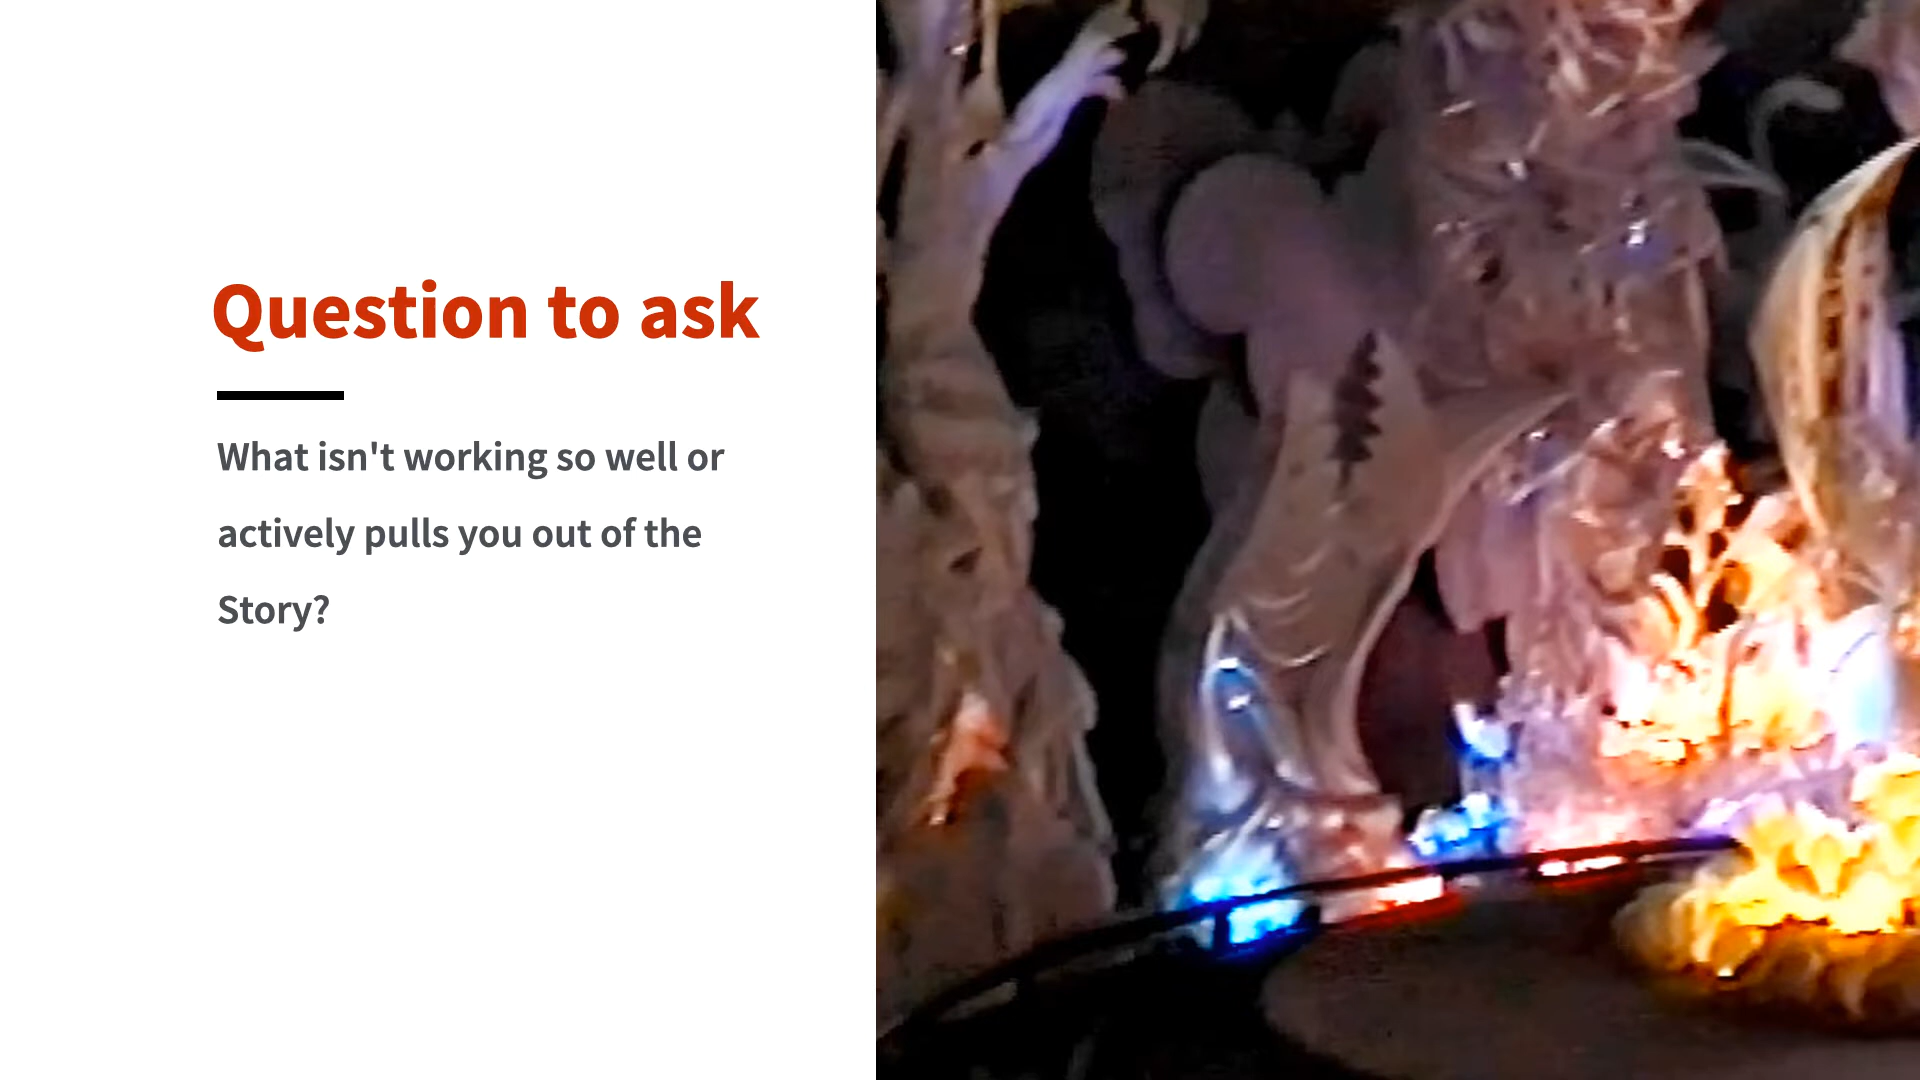 Question to ask
What isn't working so well or
actively pulls you out of the
Story?